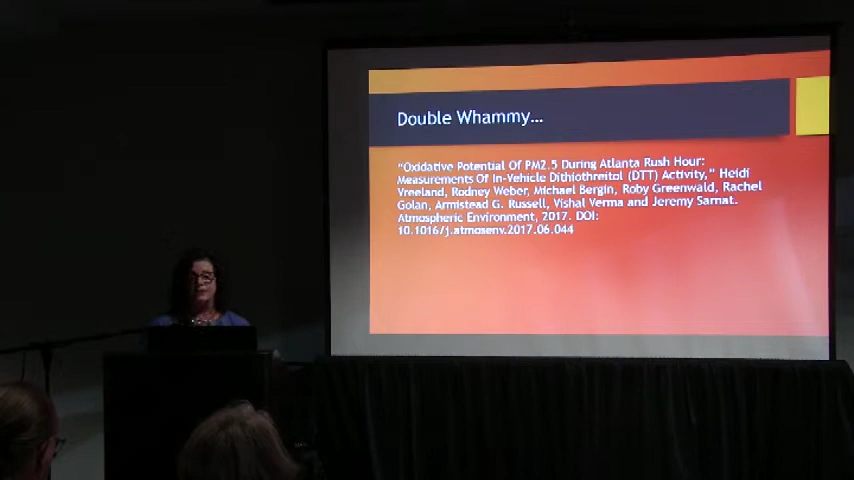 Double Whammy...
"Oxidative Potential Of PM2.5 During Atlanta Rush Hour:
Measurements Of In-Vehicle Dithiothreitol (DTT) Activity," Heidi
Vreeland, Rodney Weber, Michael Bergin, Roby Greenwald, Rachel
Golan, Armistead G. Russell, Vishal Verma and Jeremy Sarnat.
Atmospheric Environment, 2017. DOI:
10.1016/j.atmosenv.2017.06.044